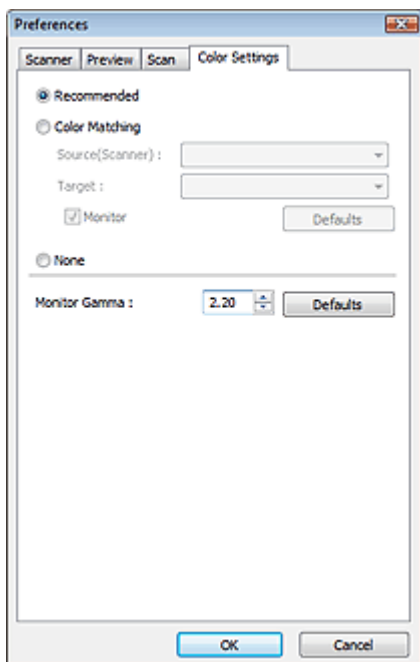 Preferences
Scanner Preview Scan Color Settings
Recommended
Color Matching
Source(Scanner) :
Target :
Monitor Defaults
None
Monitor Gamma : 2.20 Defaults
OK Cancel